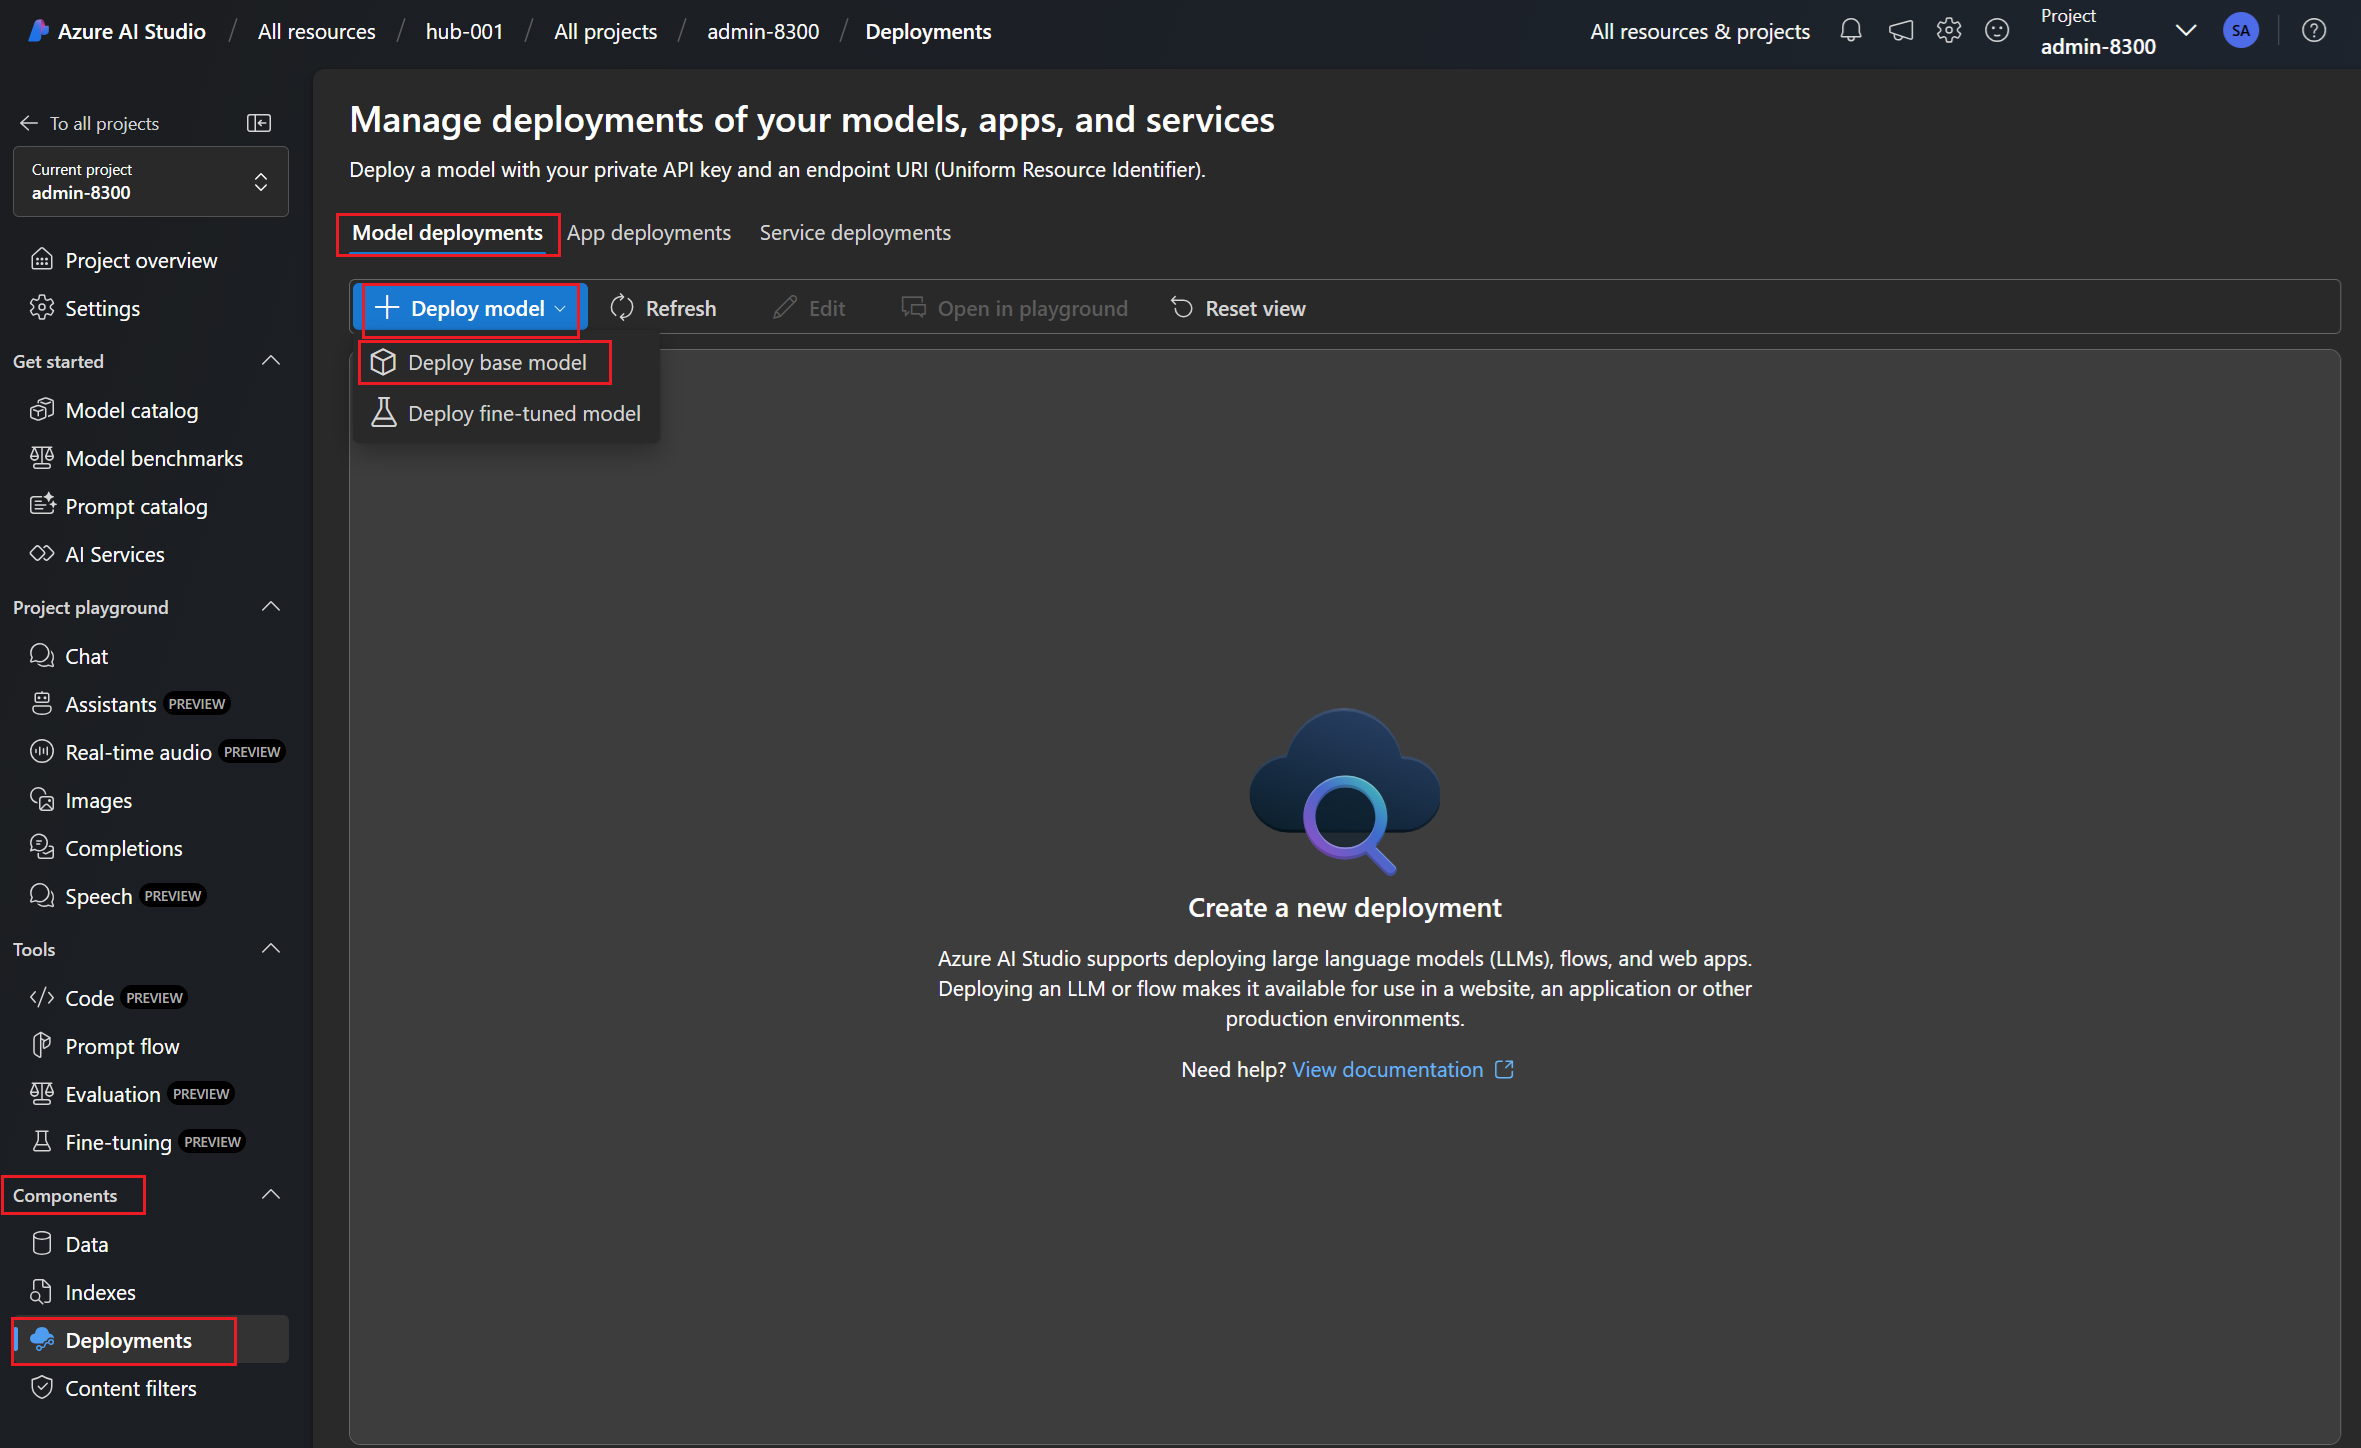 Azure AI Studio / All resources / hub-001 / All projects / admin-8300 / Deployments
All resources & projects
Project
admin-8300
SA
To all projects
Current project
admin-8300
Project overview
Settings
Get started
Model catalog
Model benchmarks
Prompt catalog
AI Services
Project playground
Chat
Assistants PREVIEW
Real-time audio PREVIEW
Images
Completions
Speech PREVIEW
Tools
Code PREVIEW
Prompt flow
Evaluation PREVIEW
Fine-tuning PREVIEW
Components
Data
Indexes
Deployments
Content filters
Manage deployments of your models, apps, and services
Deploy a model with your private API key and an endpoint URI (Uniform Resource Identifier).
Model deployments App deployments Service deployments
Deploy model Refresh Edit Open in playground Reset view
Deploy base model
Deploy fine-tuned model
Create a new deployment
Azure AI Studio supports deploying large language models (LLMs), flows, and web apps.
Deploying an LLM or flow makes it available for use in a website, an application or other
production environments.
Need help? View documentation